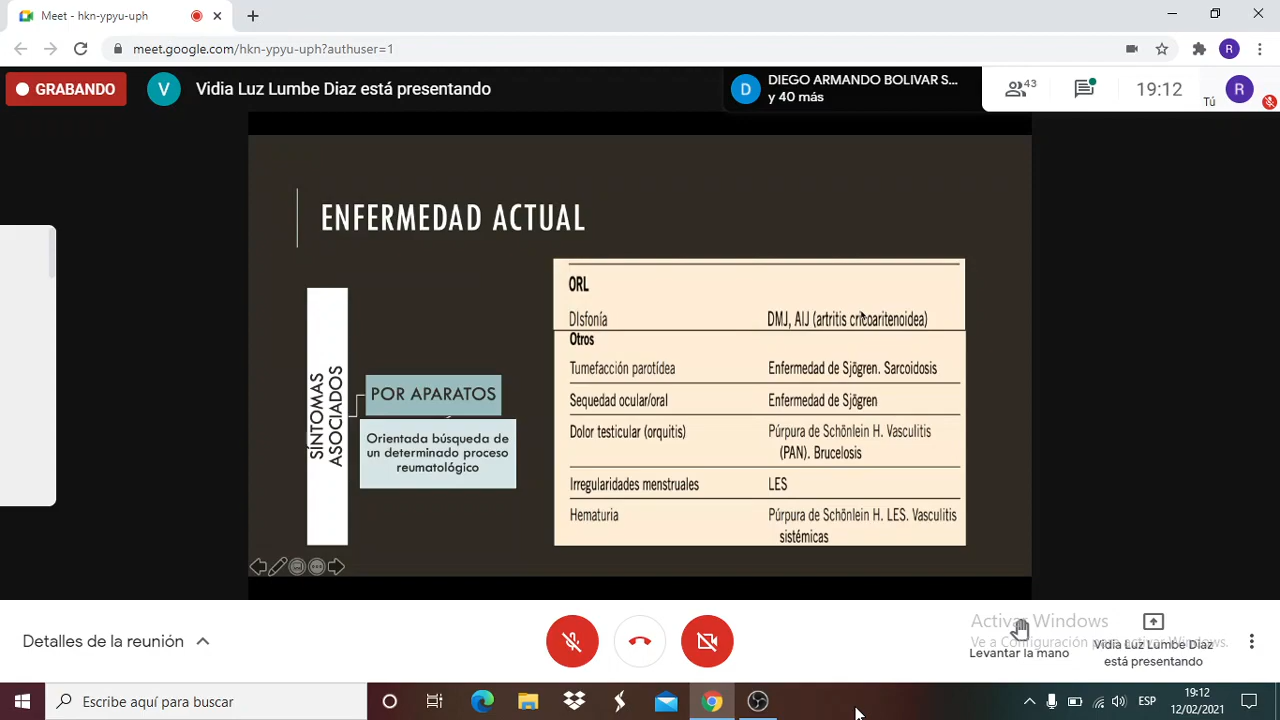 Meet - hkn-ypyu-uph
meet.google.com/hkn-ypyu-uph?authuser=1
R
GRABANDO
V
Vidia Luz Lumbe Diaz está presentando
D
DIEGO ARMANDO BOLIVAR S...
y 40 más
43
19:12
Tú
R
ENFERMEDAD ACTUAL
SÍNTOMAS
ASOCIADOS
POR APARATOS
Orientada búsqueda de
un determinado proceso
reumatológico
ORL
DIsfonía DMJ, AIJ (artritis cricoaritenoidea)
Otros
Tumefacción parotídea Enfermedad de Sjögren. Sarcoidosis
Sequedad ocular/oral Enfermedad de Sjögren
Dolor testicular (orquitis) Púrpura de Schönlein H. Vasculitis
(PAN). Brucelosis
Irregularidades menstruales LES
Hematuria Púrpura de Schönlein H. LES. Vasculitis
sistémicas
Detalles de la reunión
Activar Windows
Ve a Configuración para activar Windows.
Levantar la mano
Vidia Luz Lumbe Diaz
está presentando
Escribe aquí para buscar
ESP
19:12
12/02/2021